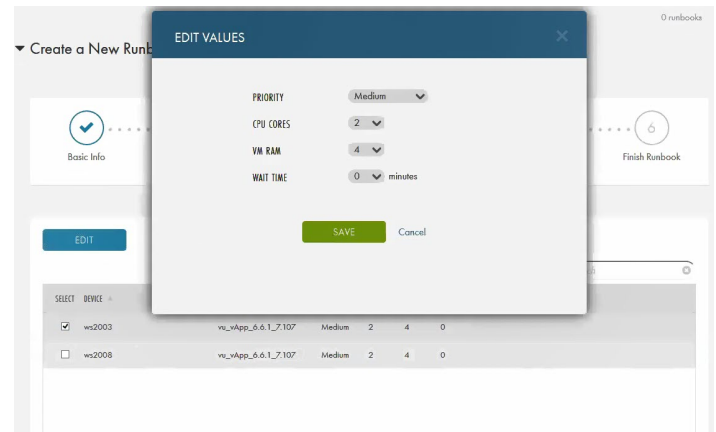 0 runbooks
Create a New Runb
EDIT VALUES
PRIORITY Medium
CPU CORES 2
VM RAM 4
WAIT TIME 0 minutes
SAVE Cancel
Basic Info
6
Finish Runbook
EDIT
SELECT DEVICE
ws2003 vu_vApp_6.6.1_7.107 Medium 2 4 0
ws2008 vu_vApp_6.6.1_7.107 Medium 2 4 0